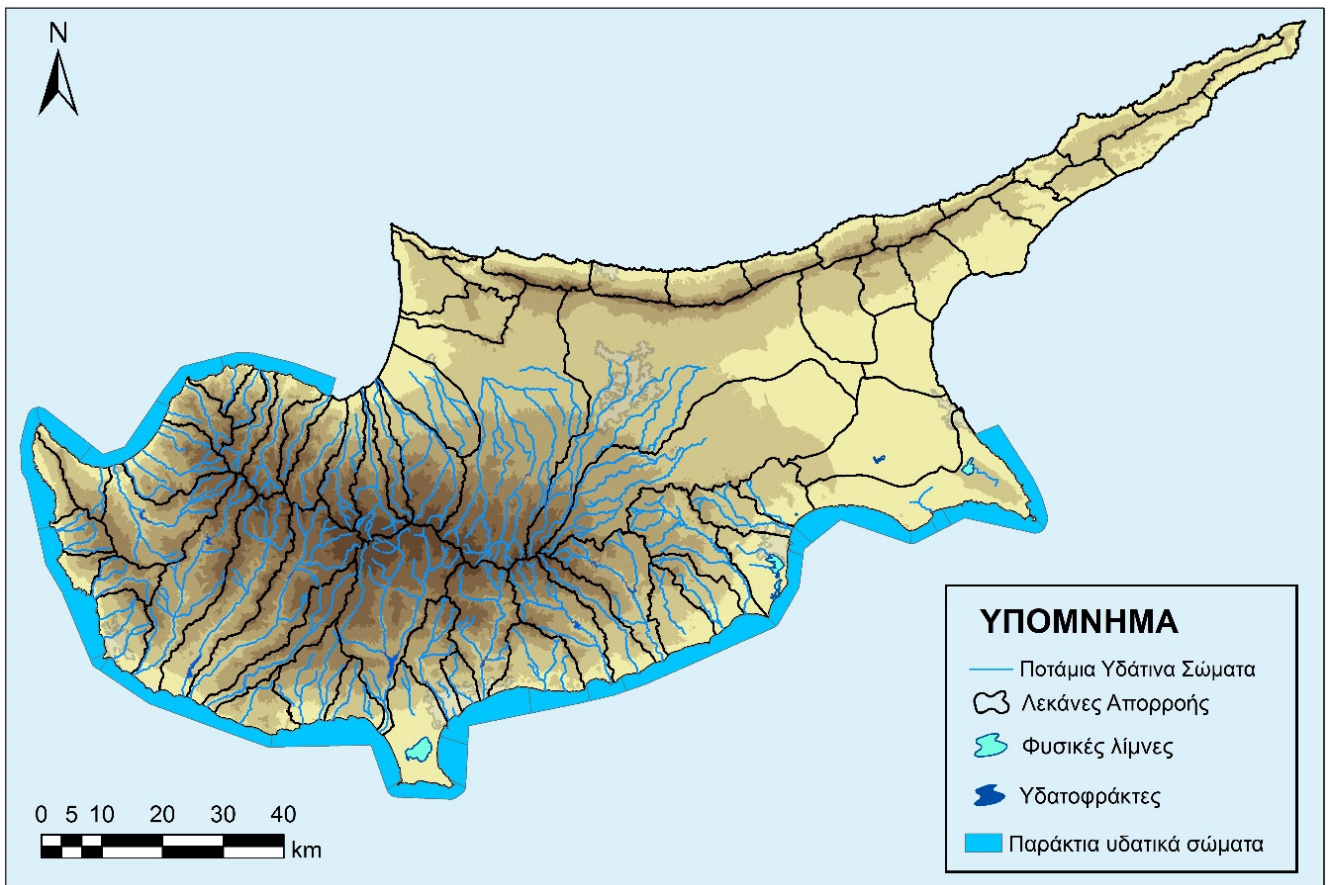 N
ΥΠΟΜΝΗΜΑ
Ποτάμια Υδάτινα Σώματα
Λεκάνες Απορροής
Φυσικές λίμνες
Υδατοφράκτες
Παράκτια υδατικά σώματα
0 5 10 20 30 40
km